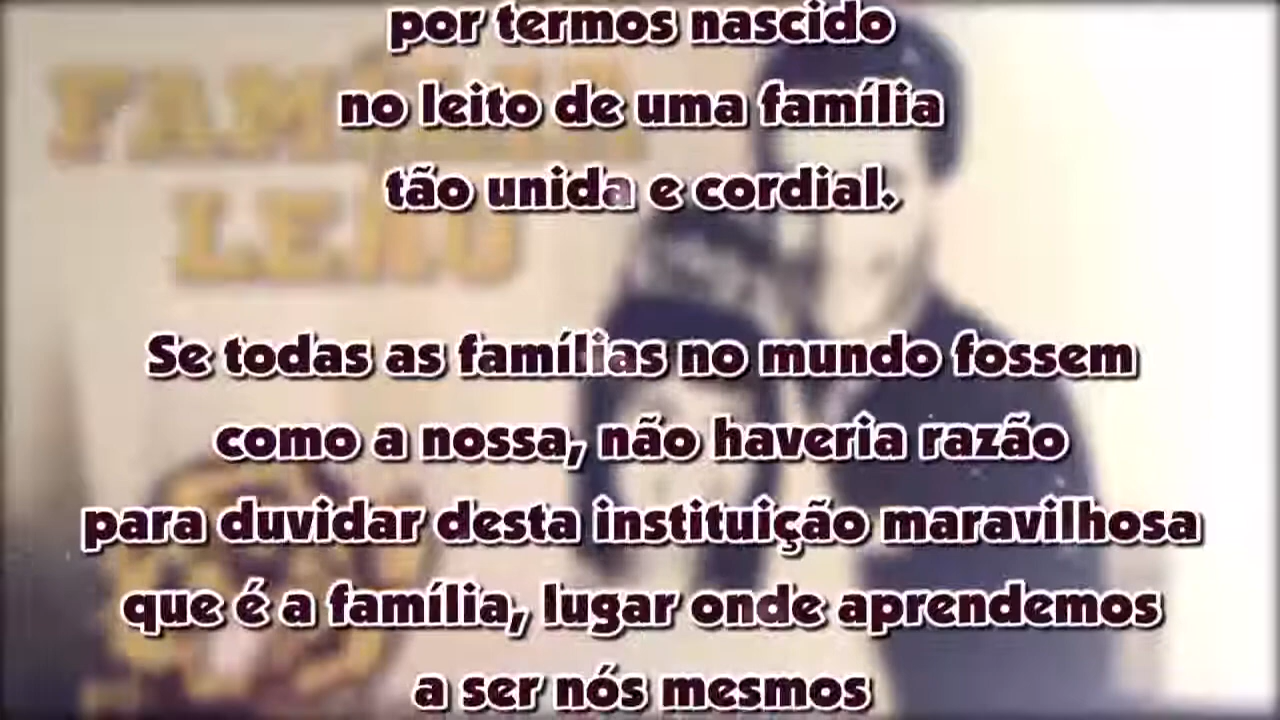 por termos nascido
no leito de uma família
tão unida e cordial.
Se todas as famílias no mundo fossem
como a nossa, não haveria razão
para duvidar desta instituição maravilhosa
que é a família, lugar onde aprendemos
a ser nós mesmos
FAMÍLIA